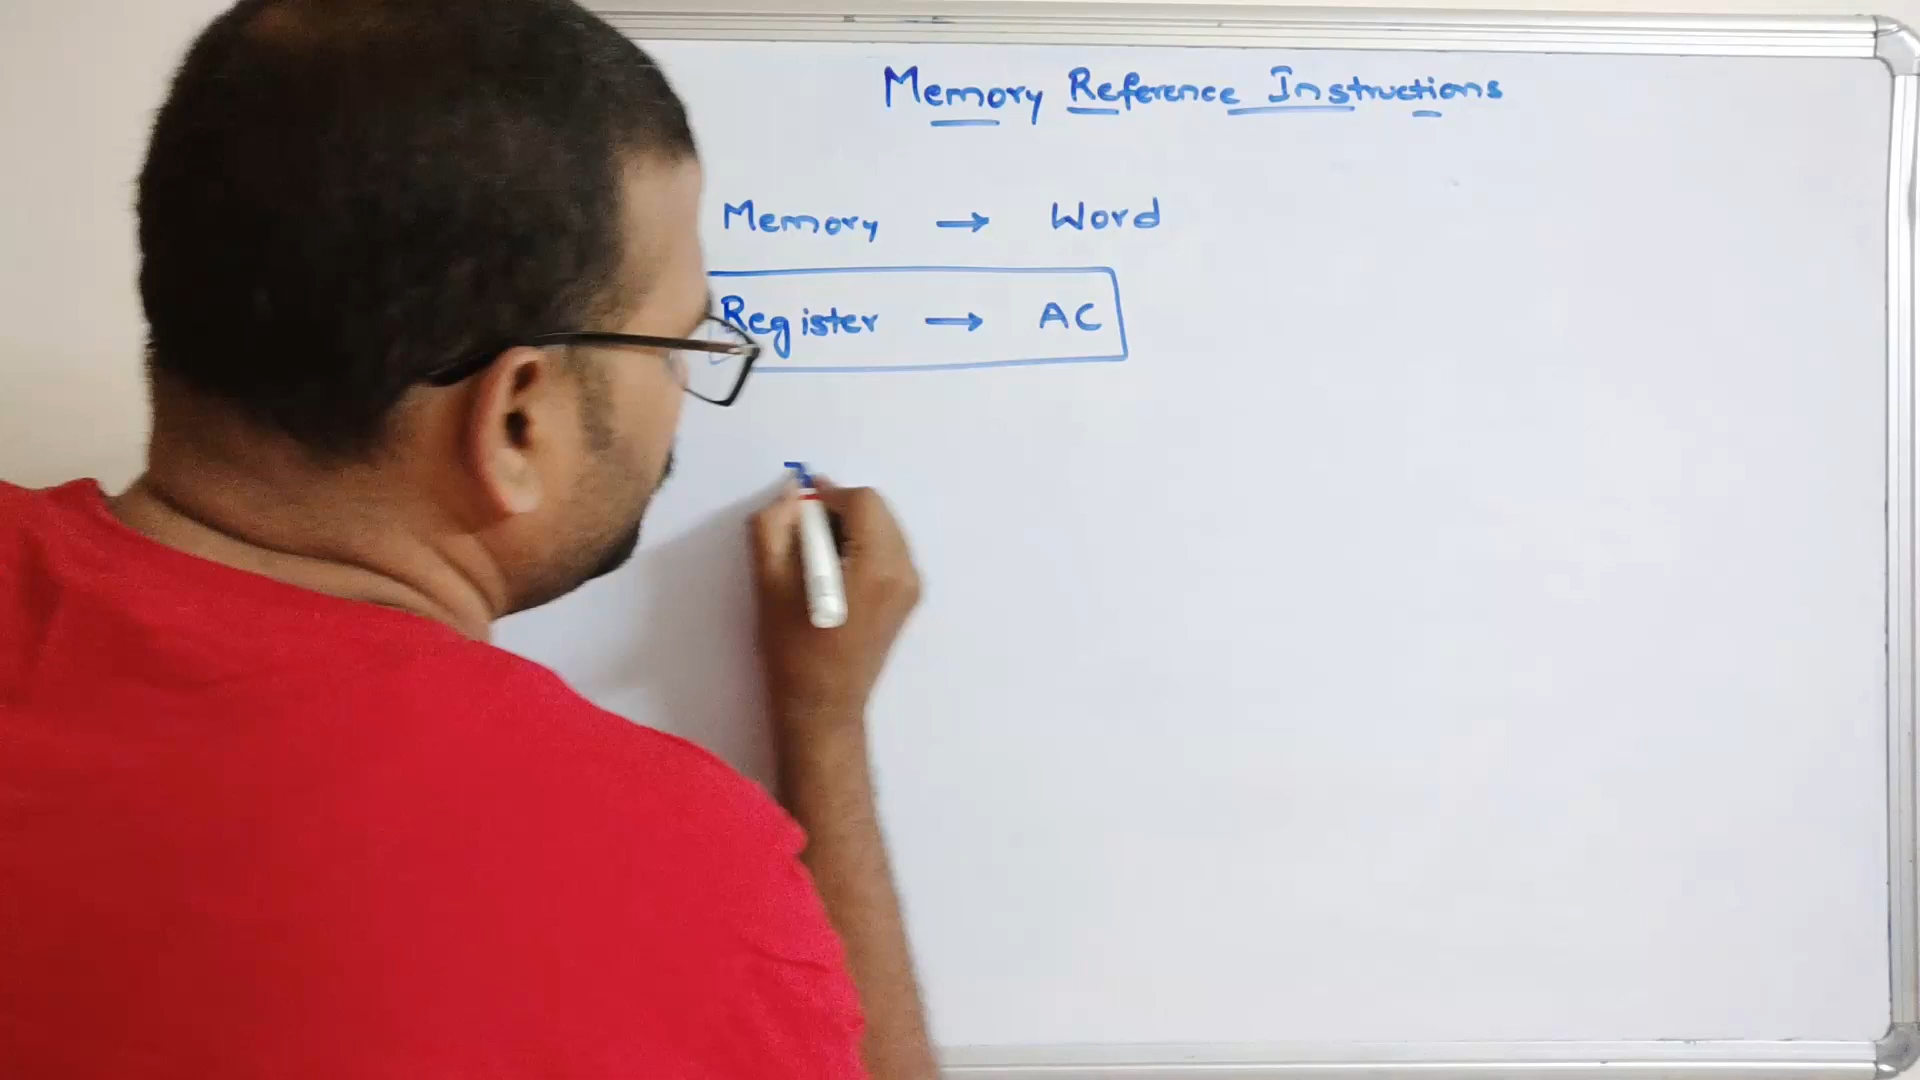 Memory Reference Instructions
Memory → Word
Register → AC